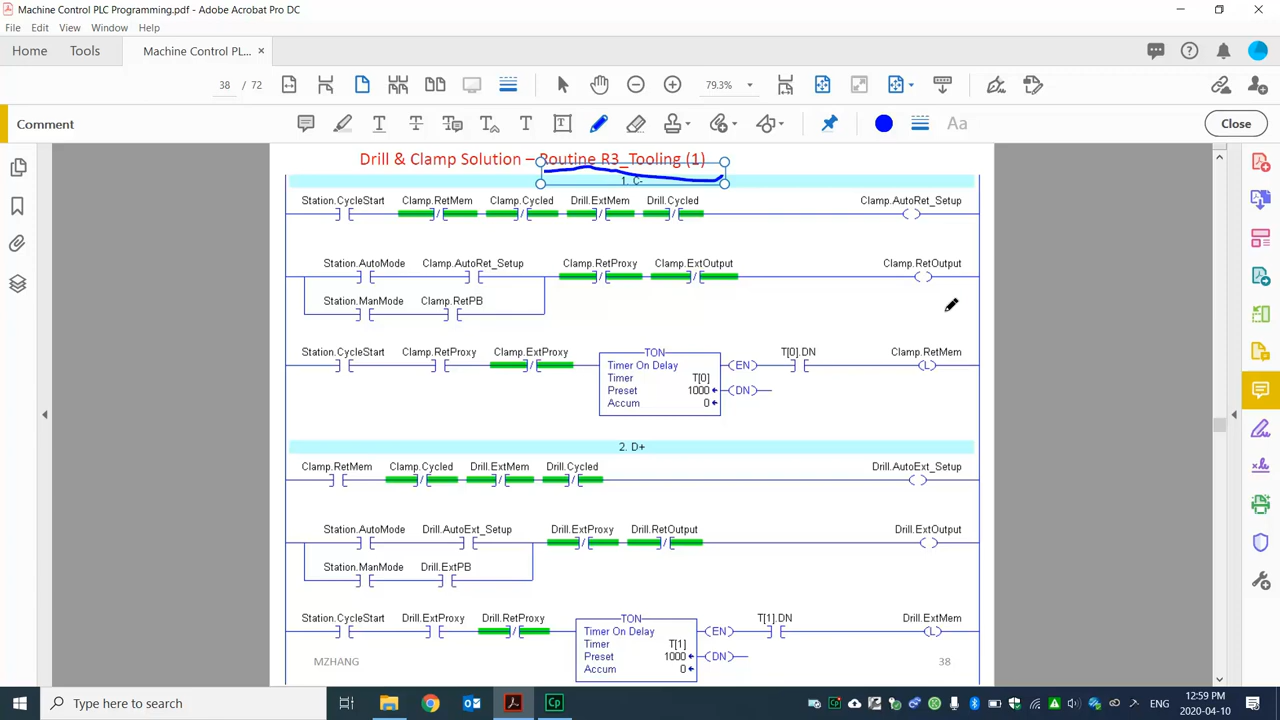 Machine Control PLC Programming.pdf - Adobe Acrobat Pro DC
File Edit View Window Help
Home Tools Machine Control PL... ×
38 / 72 79.3%
Comment Aa Close
Drill & Clamp Solution – Routine R3_Tooling (1)
1. C-
Station.CycleStart Clamp.RetMem Clamp.Cycled Drill.ExtMem Drill.Cycled Clamp.AutoRet_Setup
Station.AutoMode Clamp.AutoRet_Setup Clamp.RetProxy Clamp.ExtOutput Clamp.RetOutput
Station.ManMode Clamp.RetPB
Station.CycleStart Clamp.RetProxy Clamp.ExtProxy TON T[0].DN Clamp.RetMem
Timer On Delay EN L
Timer T[0]
Preset 1000 DN
Accum 0
2. D+
Clamp.RetMem Clamp.Cycled Drill.ExtMem Drill.Cycled Drill.AutoExt_Setup
Station.AutoMode Drill.AutoExt_Setup Drill.ExtProxy Drill.RetOutput Drill.ExtOutput
Station.ManMode Drill.ExtPB
Station.CycleStart Drill.ExtProxy Drill.RetProxy TON T[1].DN Drill.ExtMem
Timer On Delay EN L
Timer T[1]
Preset 1000 DN
Accum 0
MZHANG 38
Type here to search Cp ENG 12:59 PM
2020-04-10